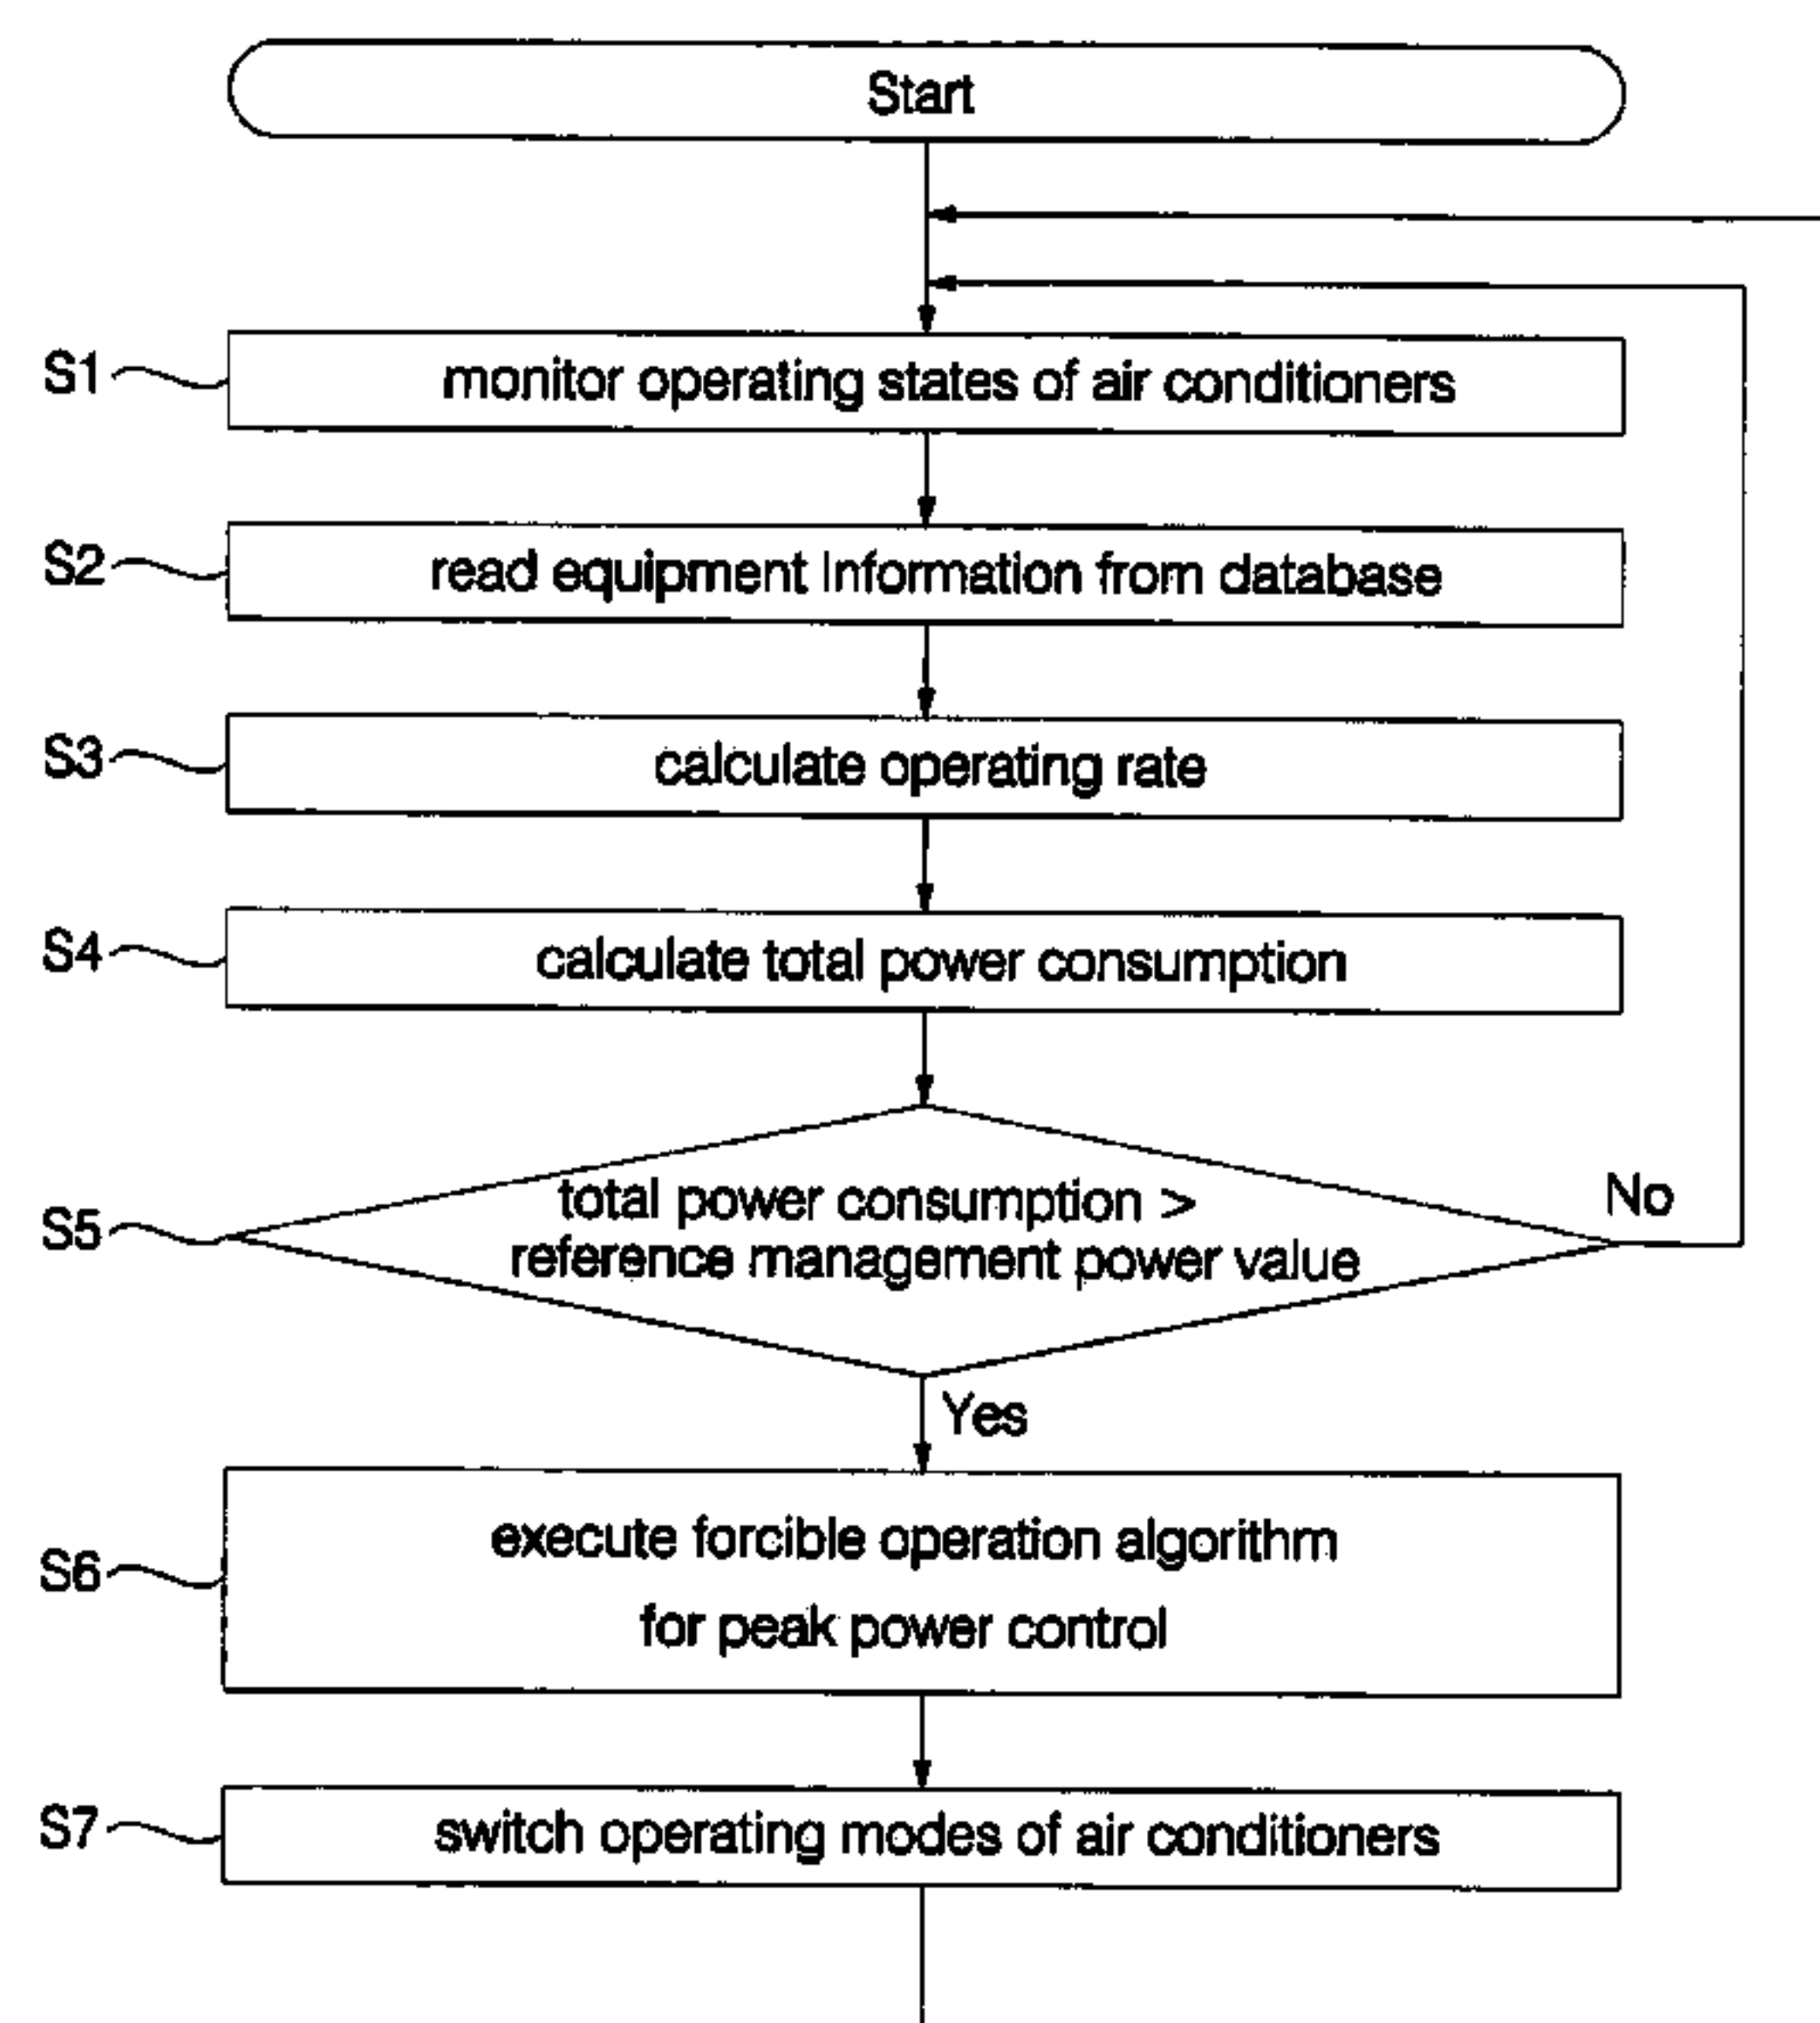 Start
S1 monitor operating states of air conditioners
S2 read equipment Information from database
S3 calculate operating rate
S4 calculate total power consumption
S5 total power consumption >
reference management power value
No
Yes
S6 execute forcible operation algorithm
for peak power control
S7 switch operating modes of air conditioners